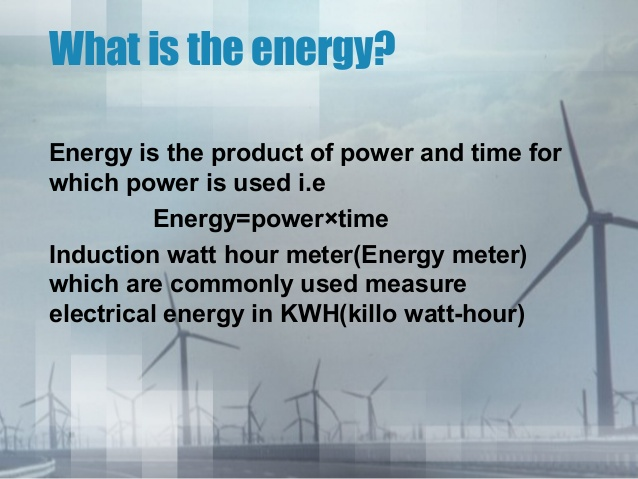 What is the energy?
Energy is the product of power and time for
which power is used i.e
Energy=power×time
Induction watt hour meter(Energy meter)
which are commonly used measure
electrical energy in KWH(killo watt-hour)